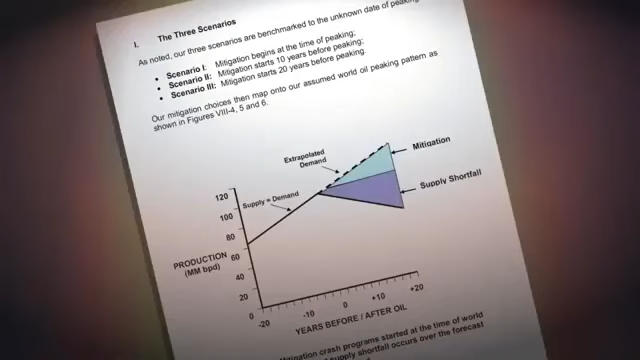 I. The Three Scenarios
As noted, our three scenarios are benchmarked to the unknown date of peaking
• Scenario I: Mitigation begins at the time of peaking;
• Scenario II: Mitigation starts 10 years before peaking;
• Scenario III: Mitigation starts 20 years before peaking.
Our mitigation choices then map onto our assumed world oil peaking pattern as
shown in Figures VIII-4, 5 and 6.
Extrapolated
Demand
Mitigation
Supply = Demand
Supply Shortfall
PRODUCTION
(MM bpd)
120
100
80
60
40
20
0
-20 -10 0 +10 +20
YEARS BEFORE / AFTER OIL
Mitigation crash programs started at the time of world
supply shortfall occurs over the forecast